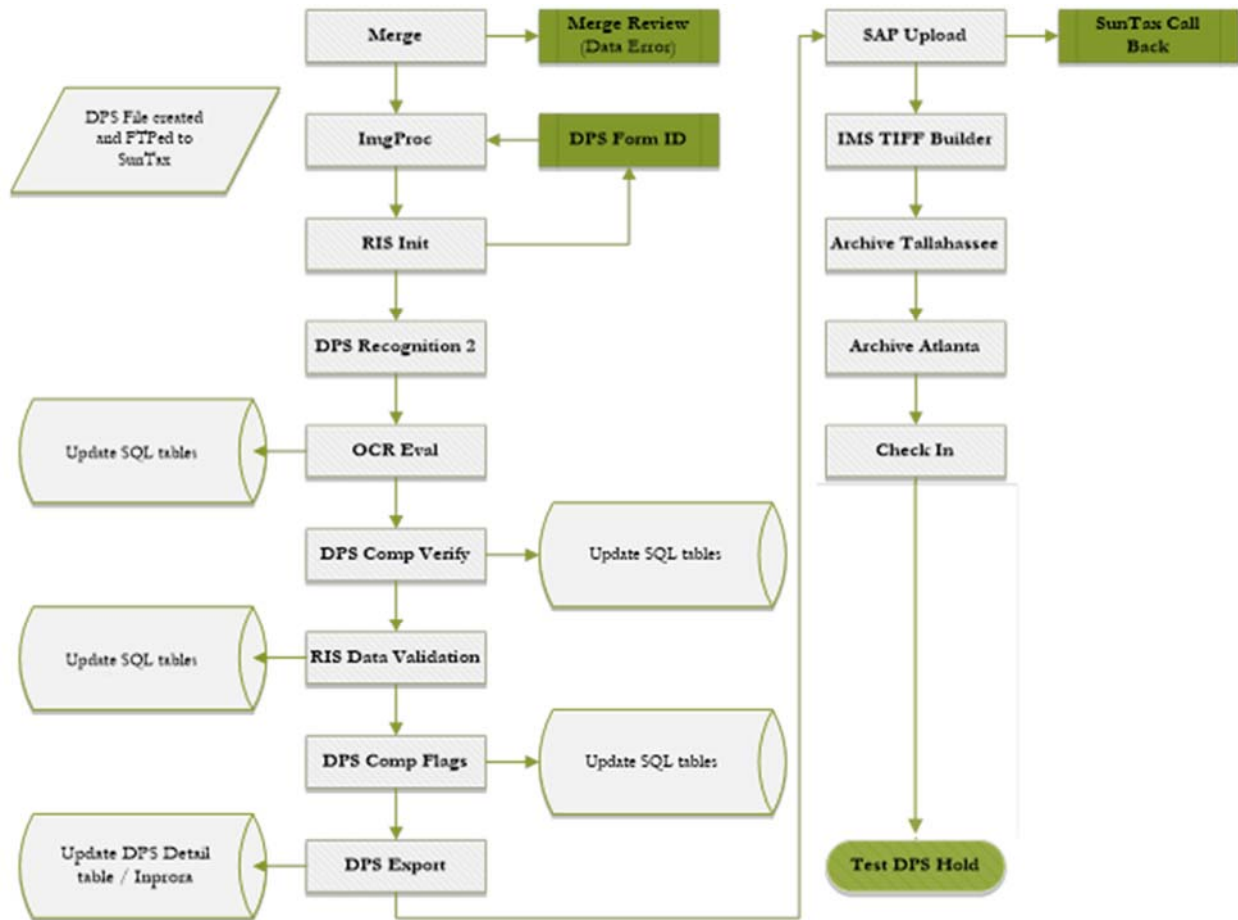 Merge
Merge Review
(Data Error)
SAP Upload
SunTax Call
Back
DPS File created
and FTPed to
SunTax
ImgProc
DPS Form ID
IMS TIFF Builder
RIS Init
Archive Tallahassee
DPS Recognition 2
Archive Atlanta
Update SQL tables
OCR Eval
Check In
DPS Comp Verify
Update SQL tables
Update SQL tables
RIS Data Validation
DPS Comp Flags
Update SQL tables
Update DPS Detail
table / Inprora
DPS Export
Test DPS Hold